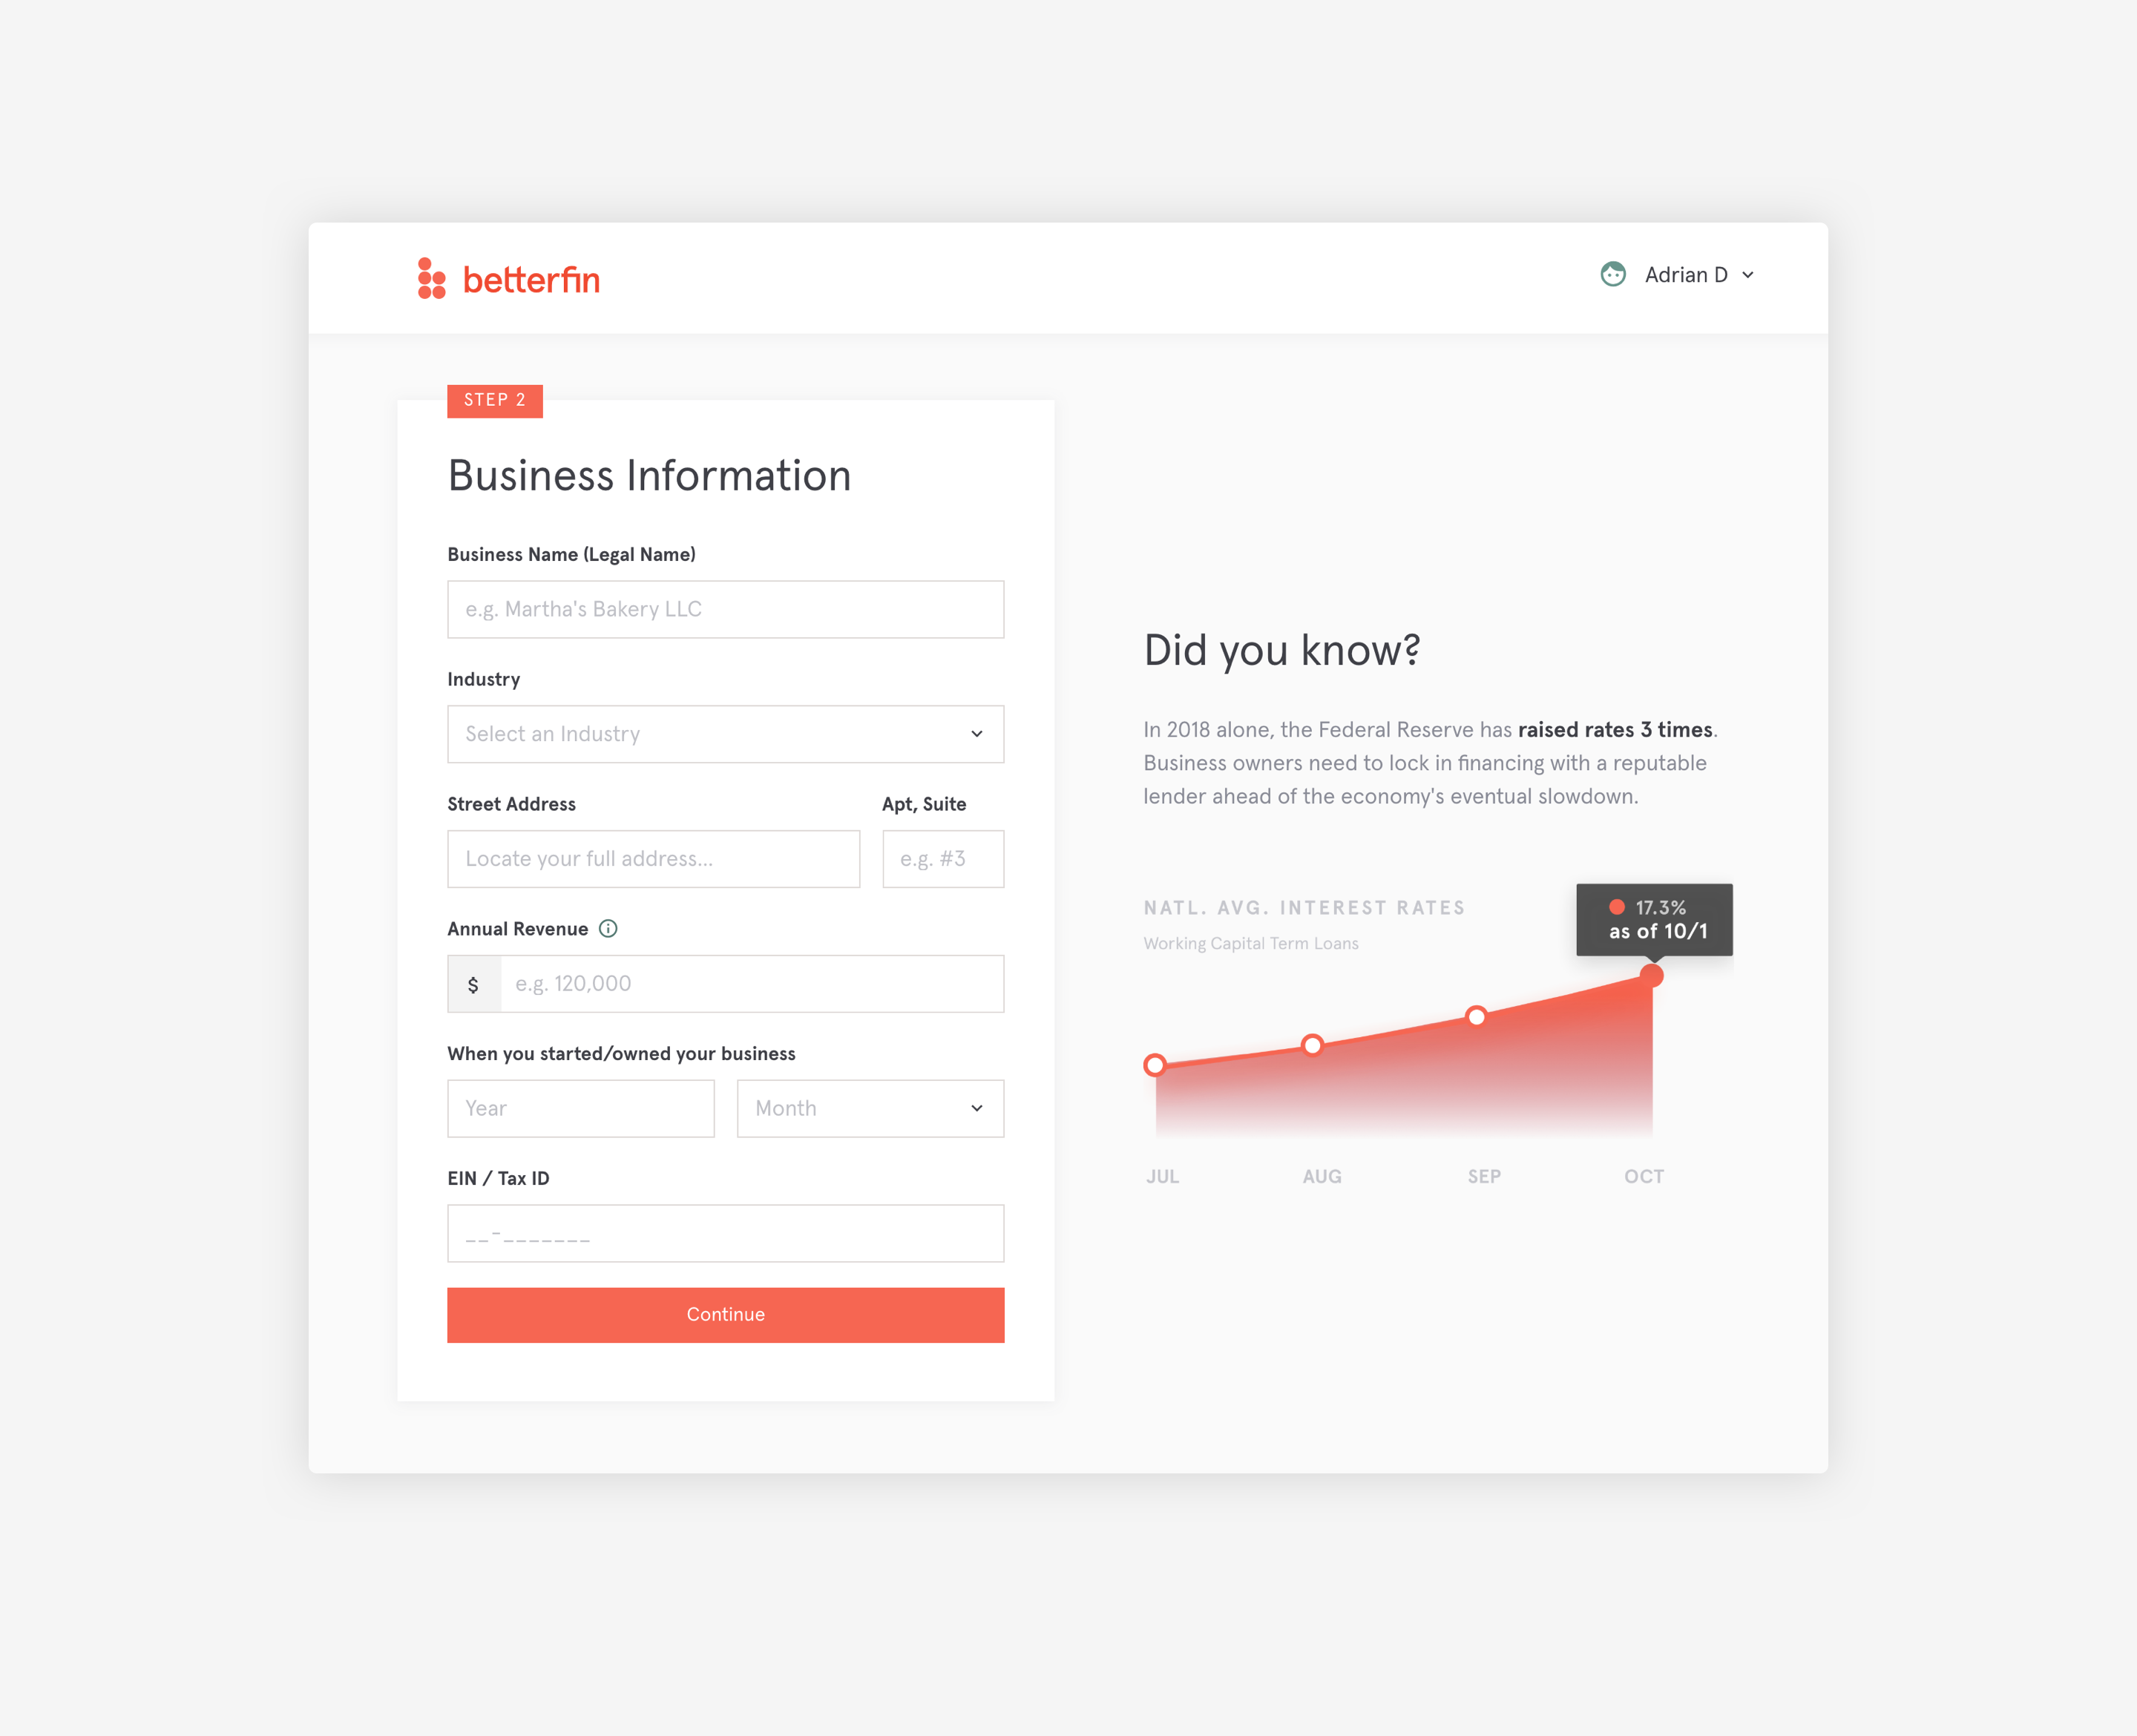 betterfin
Adrian D
STEP 2
Business Information
Business Name (Legal Name)
e.g. Martha's Bakery LLC
Industry
Select an Industry
Street Address
Apt, Suite
Locate your full address...
e.g. #3
Annual Revenue
$
e.g. 120,000
When you started/owned your business
Year
Month
EIN / Tax ID
__-_______
Continue
Did you know?
In 2018 alone, the Federal Reserve has raised rates 3 times.
Business owners need to lock in financing with a reputable
lender ahead of the economy's eventual slowdown.
NATL. AVG. INTEREST RATES
Working Capital Term Loans
17.3%
as of 10/1
JUL
AUG
SEP
OCT